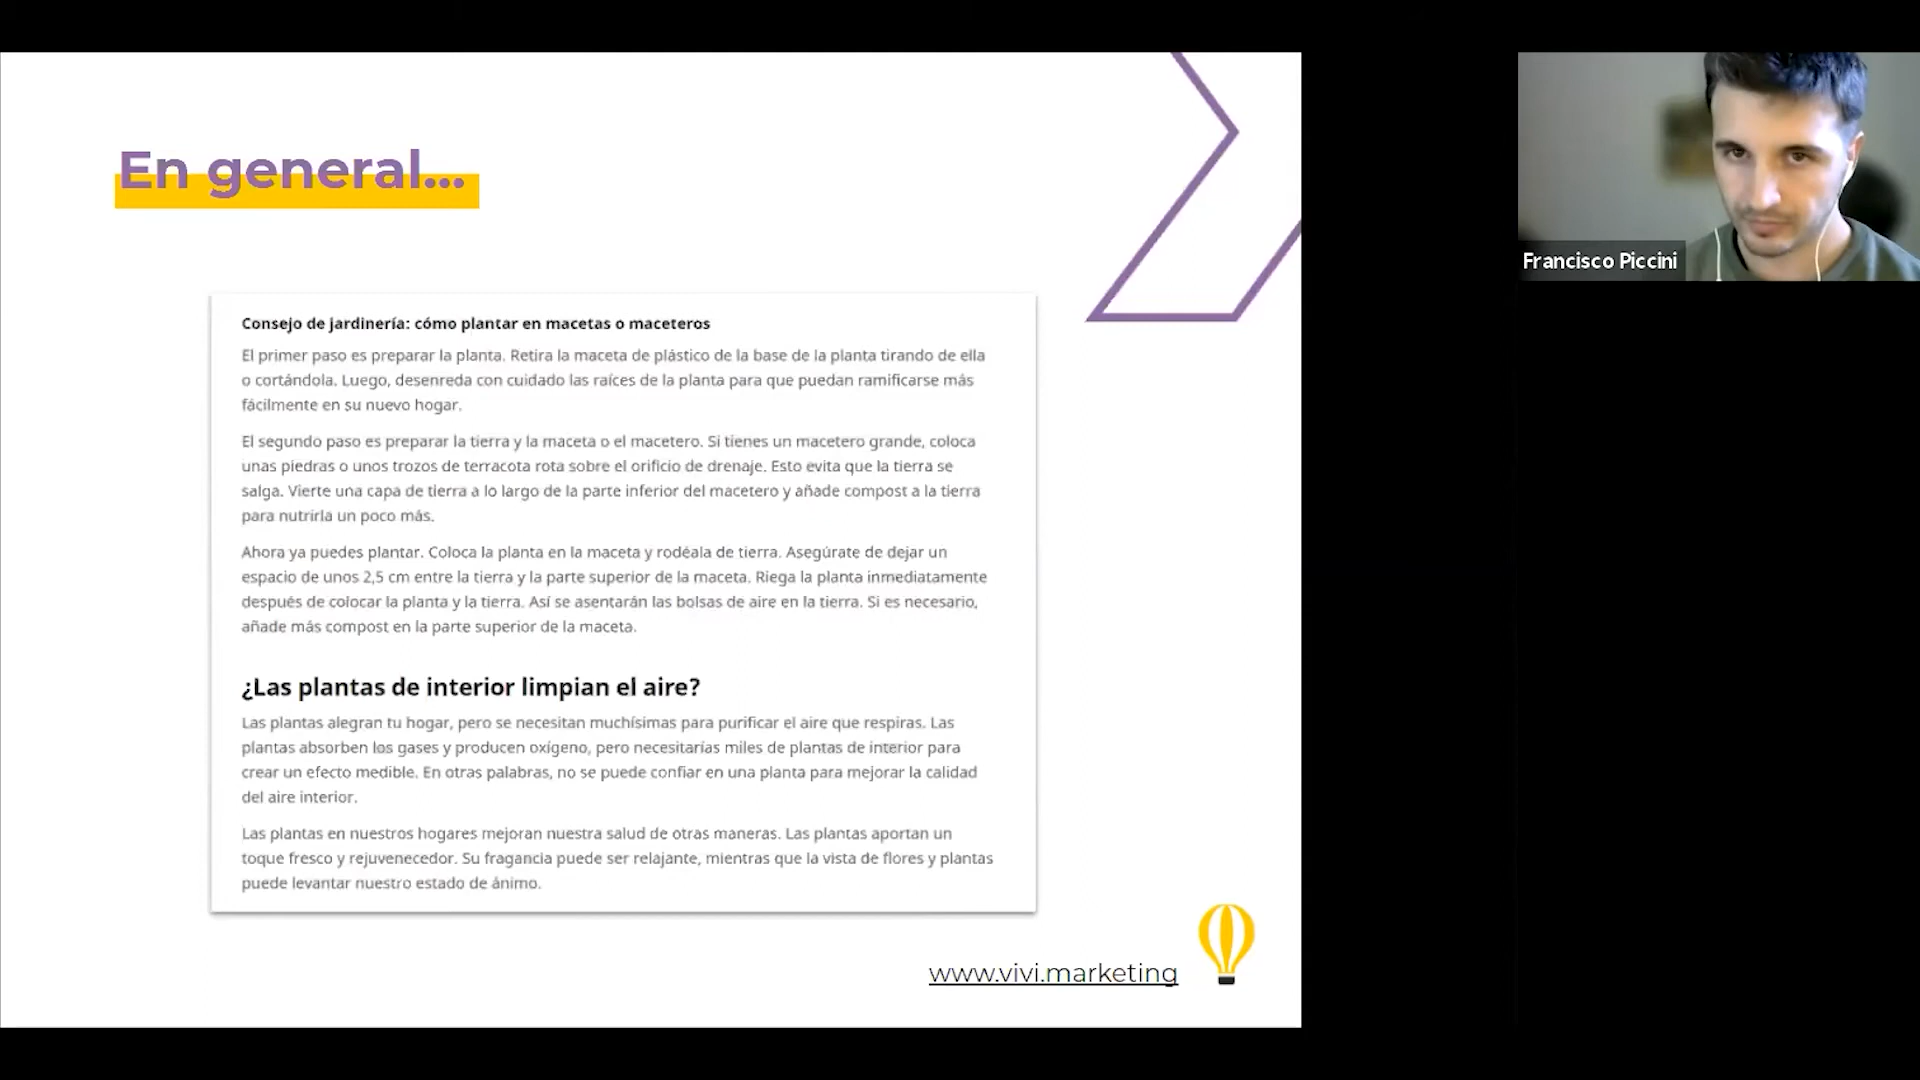 En general...
Consejo de jardinería: cómo plantar en macetas o maceteros
El primer paso es preparar la planta. Retira la maceta de plástico de la base de la planta tirando de ella
o cortándola. Luego, desenreda con cuidado las raíces de la planta para que puedan ramificarse más
fácilmente en su nuevo hogar.
El segundo paso es preparar la tierra y la maceta o el macetero. Si tienes un macetero grande, coloca
unas piedras o unos trozos de terracota rota sobre el orificio de drenaje. Esto evita que la tierra se
salga. Vierte una capa de tierra a lo largo de la parte inferior del macetero y añade compost a la tierra
para nutrirla un poco más.
Ahora ya puedes plantar. Coloca la planta en la maceta y rodéala de tierra. Asegúrate de dejar un
espacio de unos 2,5 cm entre la tierra y la parte superior de la maceta. Riega la planta inmediatamente
después de colocar la planta y la tierra. Así se asentarán las bolsas de aire en la tierra. Si es necesario,
añade más compost en la parte superior de la maceta.
¿Las plantas de interior limpian el aire?
Las plantas alegran tu hogar, pero se necesitan muchísimas para purificar el aire que respiras. Las
plantas absorben los gases y producen oxígeno, pero necesitarías miles de plantas de interior para
crear un efecto medible. En otras palabras, no se puede confiar en una planta para mejorar la calidad
del aire interior.
Las plantas en nuestros hogares mejoran nuestra salud de otras maneras. Las plantas aportan un
toque fresco y rejuvenecedor. Su fragancia puede ser relajante, mientras que la vista de flores y plantas
puede levantar nuestro estado de ánimo.
www.vivi.marketing
Francisco Piccini